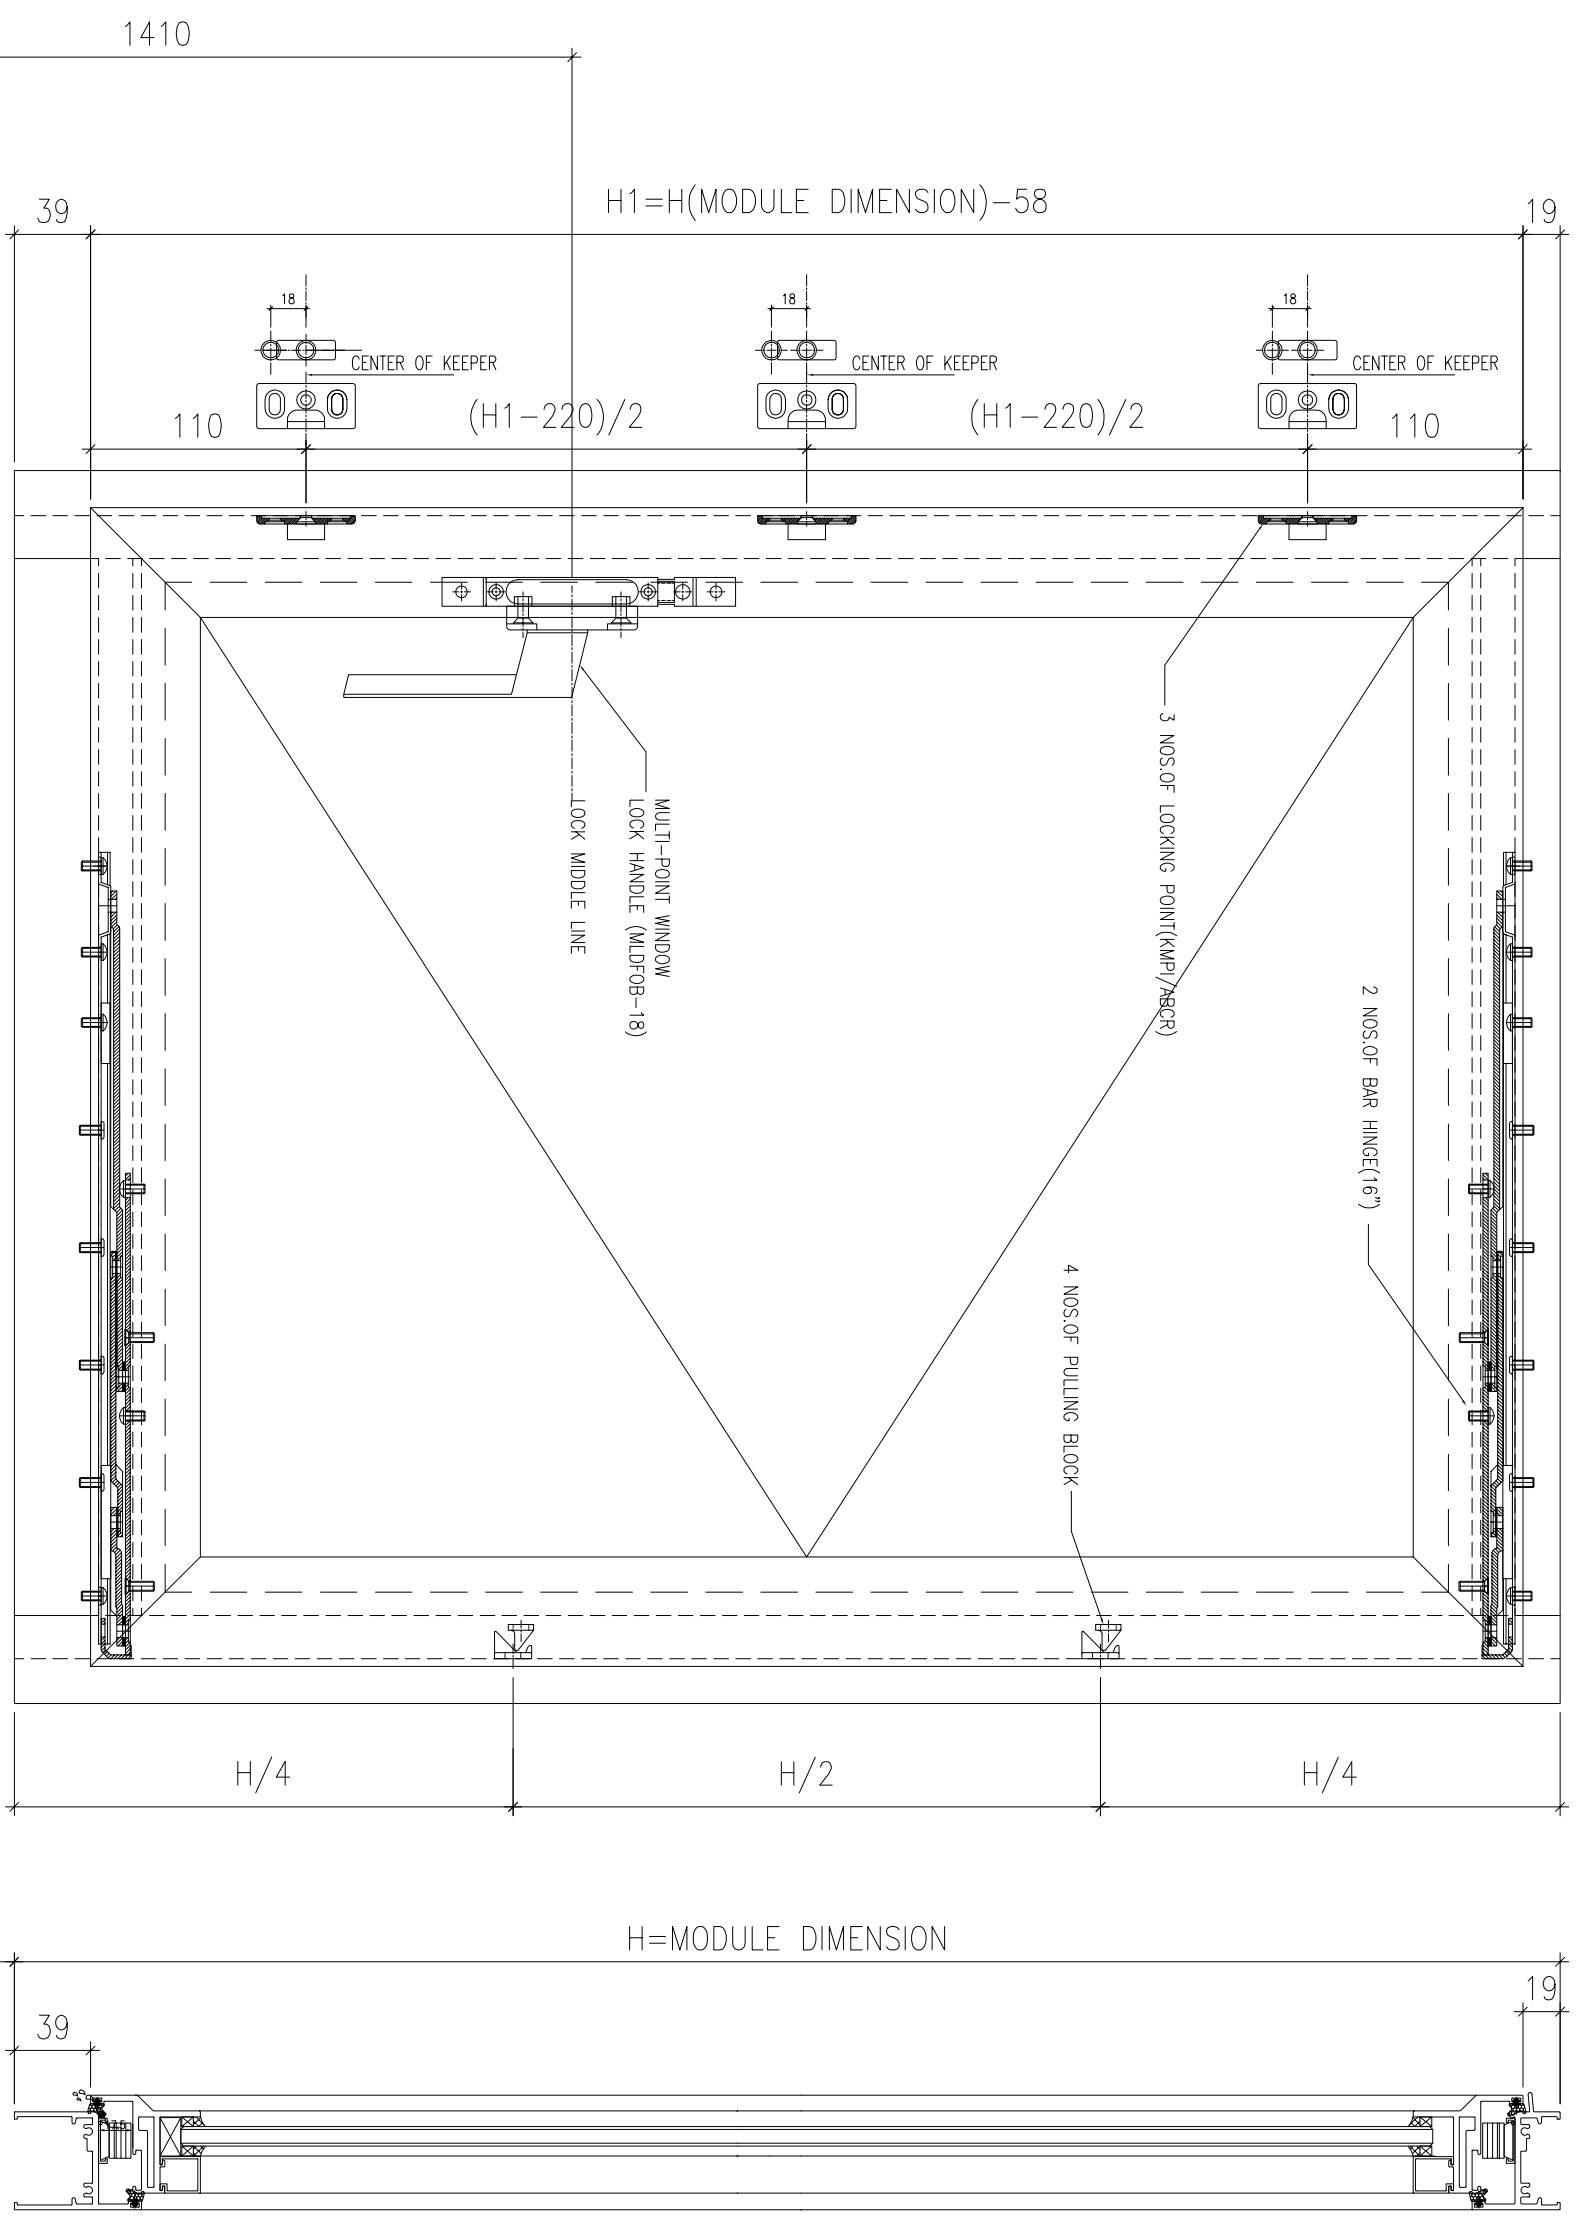 1410
H1=H(MODULE DIMENSION)-58
39
19
18
18
18
CENTER OF KEEPER
CENTER OF KEEPER
CENTER OF KEEPER
110
(H1-220)/2
(H1-220)/2
110
3 NOS.OF LOCKING POINT(KMPI/ABCR)
MULTI-POINT WINDOW
LOCK HANDLE (MLDFOB-18)
LOCK MIDDLE LINE
2 NOS.OF BAR HINGE(16")
4 NOS.OF PULLING BLOCK
H/4
H/2
H/4
H=MODULE DIMENSION
39
19